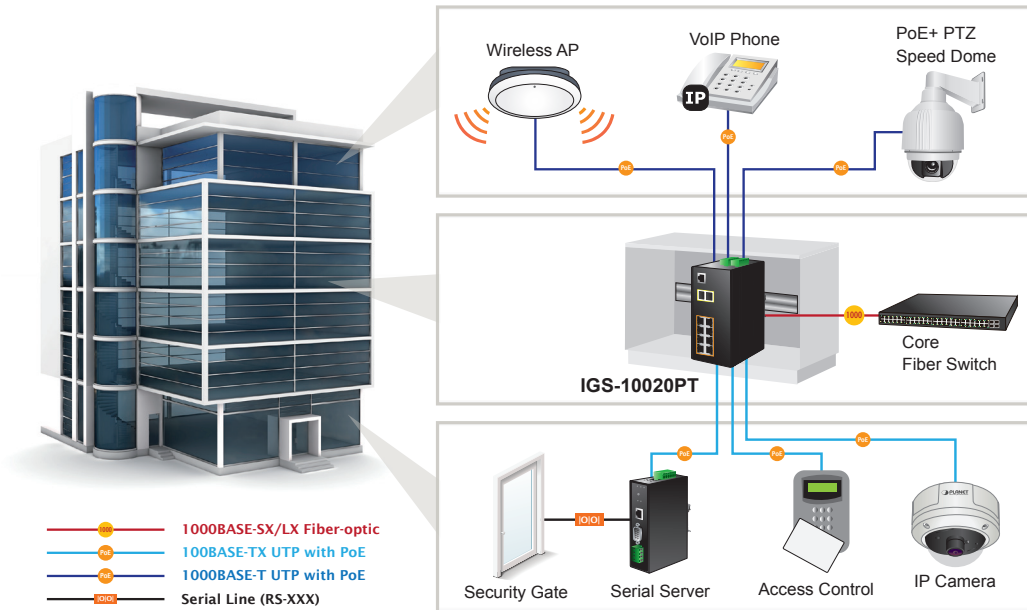 Wireless AP
VoIP Phone
PoE+ PTZ
Speed Dome
IP
PoE
PoE
PoE
1000
Core
Fiber Switch
IGS-10020PT
PoE
PoE
PoE
PLANET
Security Gate
Serial Server
Access Control
IP Camera
1000 1000BASE-SX/LX Fiber-optic
PoE 100BASE-TX UTP with PoE
PoE 1000BASE-T UTP with PoE
|O|O| Serial Line (RS-XXX)
|O|O|